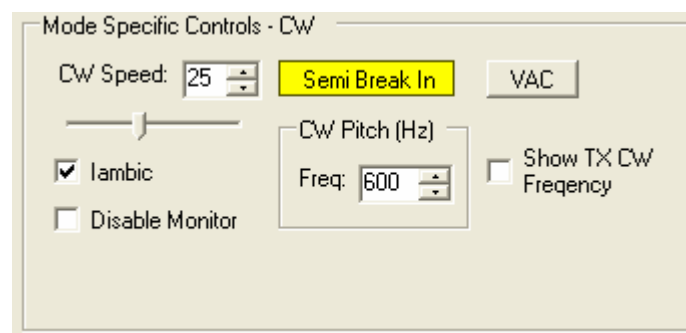 Mode Specific Controls - CW
CW Speed: 25
Semi Break In
VAC
CW Pitch (Hz)
Iambic
Freq: 600
Show TX CW
Freqency
Disable Monitor